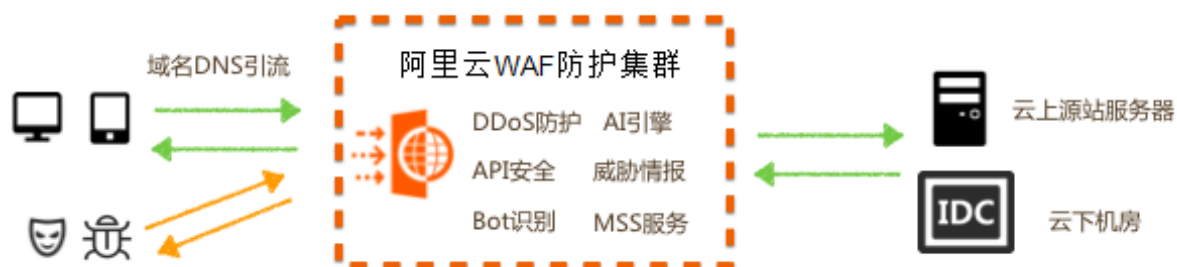 域名DNS引流
阿里云WAF防护集群
DDoS防护 AI引擎
API安全 威胁情报
Bot识别 MSS服务
云上源站服务器
IDC 云下机房